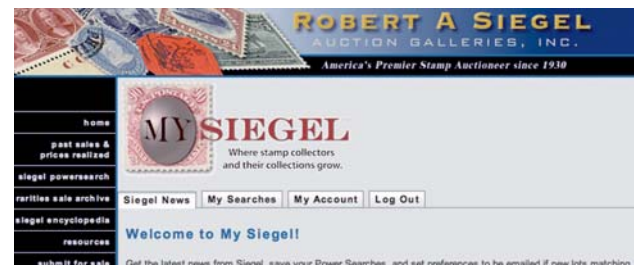 ROBERT A SIEGEL
AUCTION GALLERIES, INC.
America's Premier Stamp Auctioneer since 1930
MY SIEGEL
Where stamp collectors
and their collections grow.
home
past sales &
prices realized
siegel powersearch
rarities sale archive
siegel encyclopedia
resources
submit for sale
Siegel News
My Searches
My Account
Log Out
Welcome to My Siegel!
Get the latest news from Siegel, save your Power Searches, and set preferences to be emailed if new lots matching